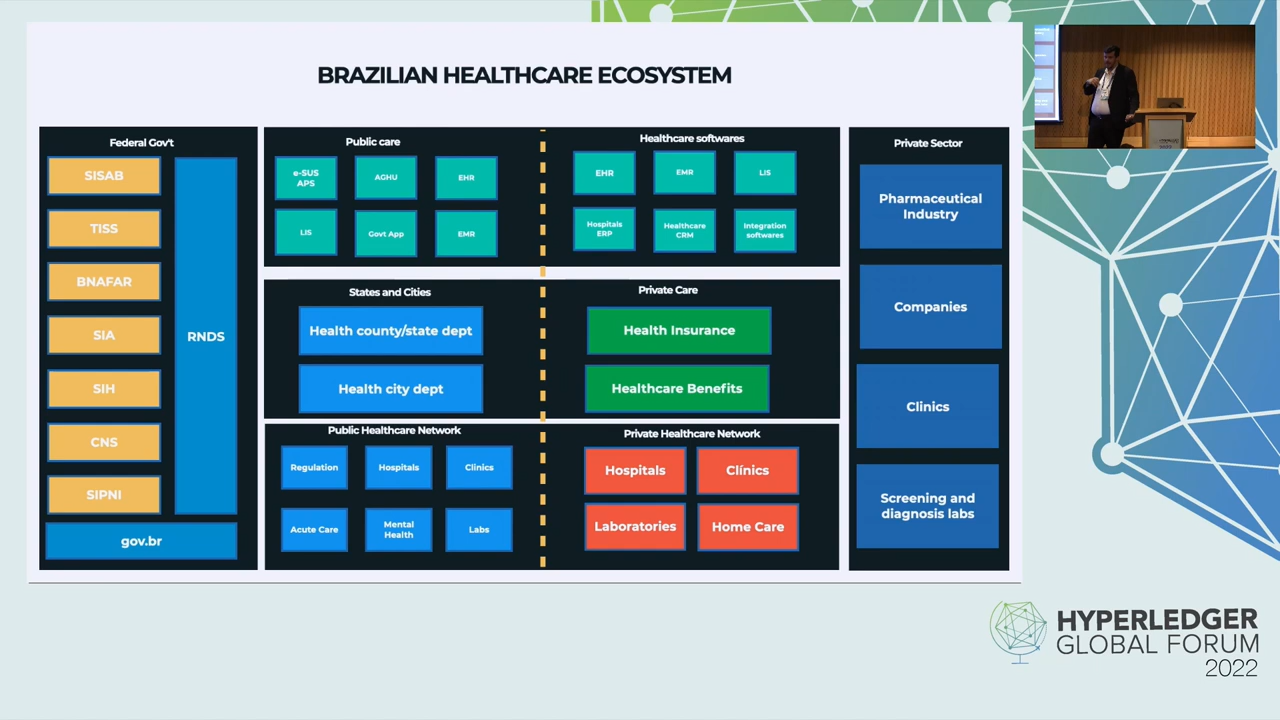 BRAZILIAN HEALTHCARE ECOSYSTEM
Federal Gov't
SISAB
TISS
BNAFAR
SIA
SIH
CNS
SIPNI
RNDS
gov.br
Public care
e-SUS
APS
AGHU
EHR
LIS
Govt App
EMR
Healthcare softwares
EHR
EMR
LIS
Hospitals
ERP
Healthcare
CRM
Integration
softwares
States and Cities
Health county/state dept
Health city dept
Private Care
Health Insurance
Healthcare Benefits
Public Healthcare Network
Regulation
Hospitals
Clinics
Acute Care
Mental
Health
Labs
Private Healthcare Network
Hospitals
Clínics
Laboratories
Home Care
Private Sector
Pharmaceutical
Industry
Companies
Clinics
Screening and
diagnosis labs
HYPERLEDGER
GLOBAL FORUM
2022